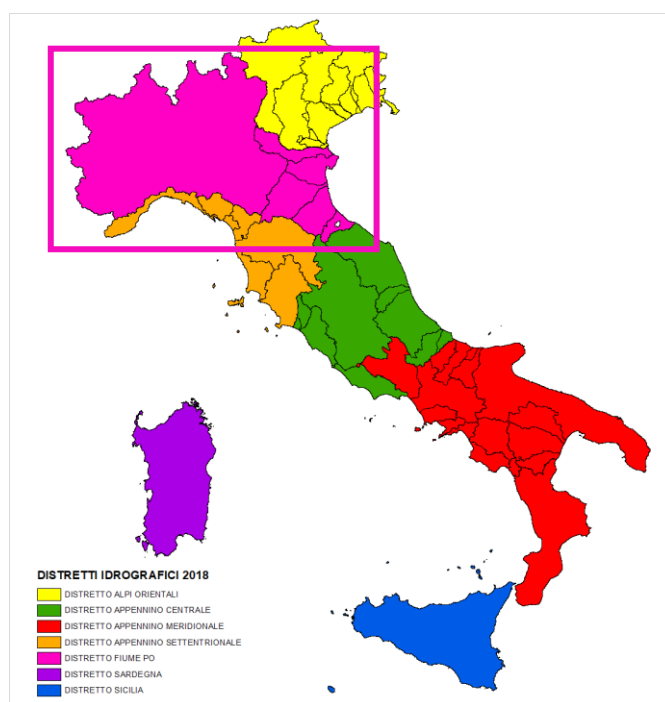 DISTRETTI IDROGRAFICI 2018
DISTRETTO ALPI ORIENTALI
DISTRETTO APPENNINO CENTRALE
DISTRETTO APPENNINO MERIDIONALE
DISTRETTO APPENNINO SETTENTRIONALE
DISTRETTO FIUME PO
DISTRETTO SARDEGNA
DISTRETTO SICILIA